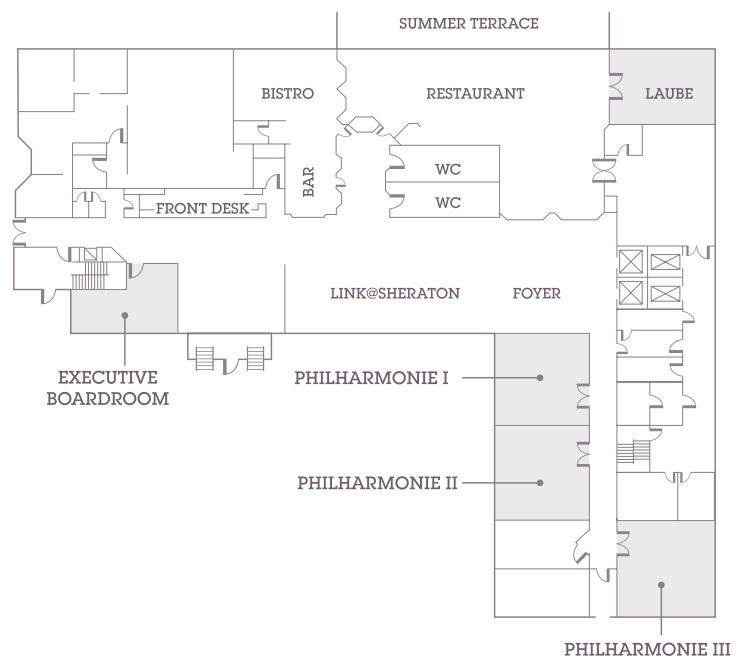 SUMMER TERRACE
BISTRO
RESTAURANT
LAUBE
BAR
WC
WC
FRONT DESK
LINK@SHERATON
FOYER
EXECUTIVE
BOARDROOM
PHILHARMONIE I
PHILHARMONIE II
PHILHARMONIE III